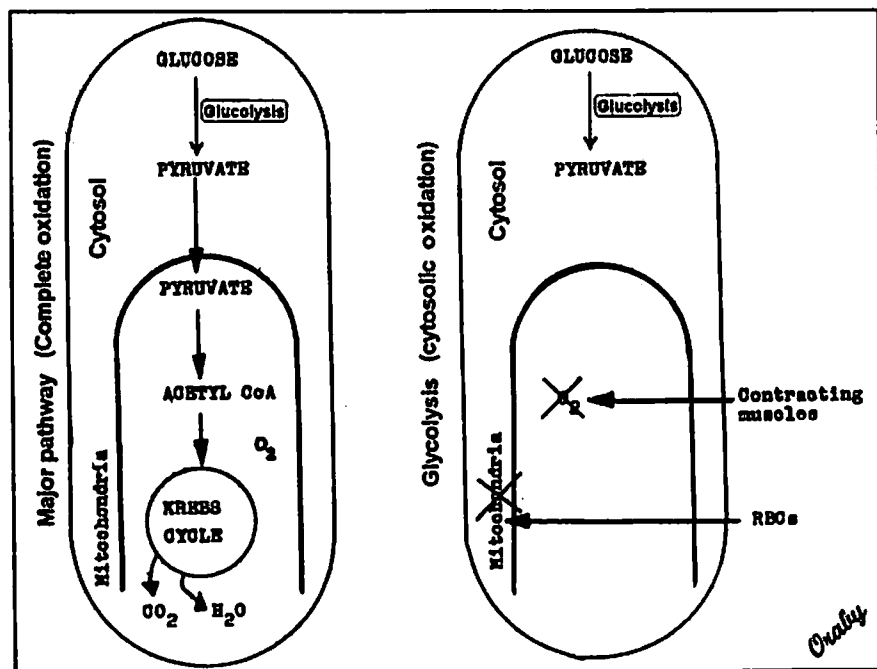 Major pathway (Complete oxidation)
Cytosol
GLUCOSE
Glucolysis
PYRUVATE
PYRUVATE
ACETYL CoA
O2
KREBS
CYCLE
Mitochondria
CO2
H2O
Glycolysis (cytosolic oxidation)
Cytosol
GLUCOSE
Glucolysis
PYRUVATE
O2
Contracting
muscles
Mitochondria
RBCs
Oraby